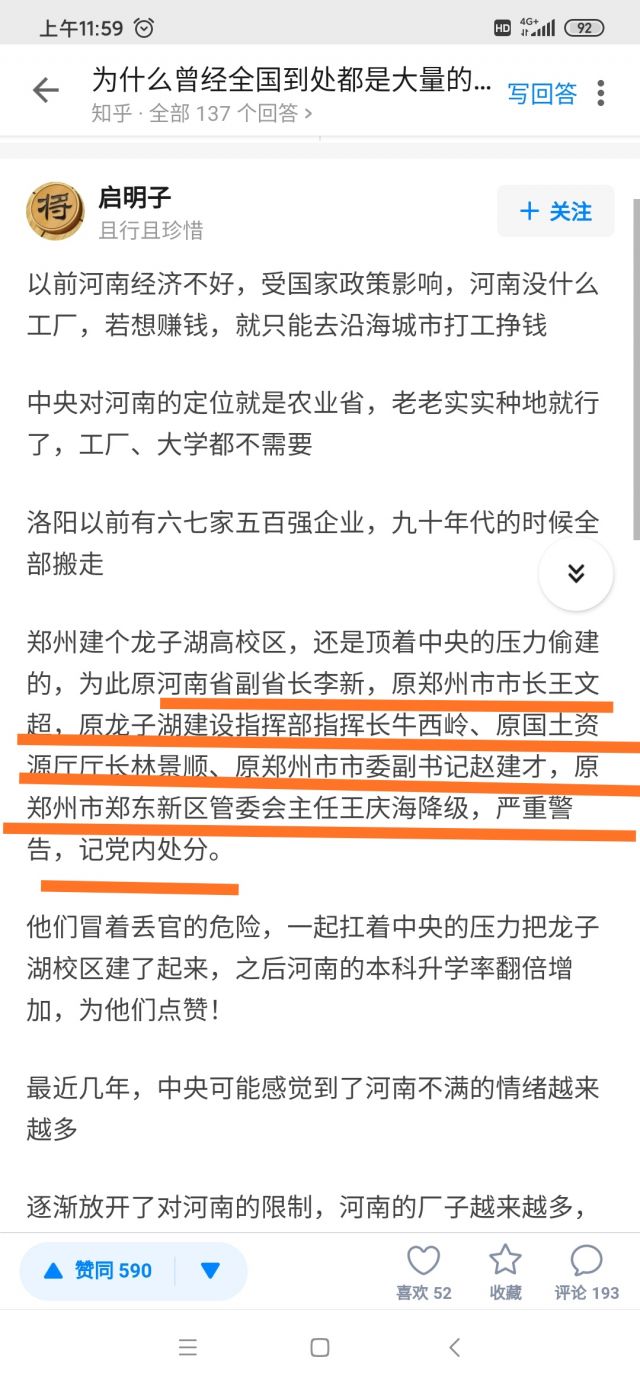 上午11:59
HD 4G+ 92
为什么曾经全国到处都是大量的...
写回答
知乎 · 全部 137 个回答 >
将
启明子
且行且珍惜
+ 关注
以前河南经济不好，受国家政策影响，河南没什么
工厂，若想赚钱，就只能去沿海城市打工挣钱
中央对河南的定位就是农业省，老老实实种地就行
了，工厂、大学都不需要
洛阳以前有六七家五百强企业，九十年代的时候全
部搬走
郑州建个龙子湖高校区，还是顶着中央的压力偷建
的，为此原河南省副省长李新，原郑州市市长王文
超，原龙子湖建设指挥部指挥长牛西岭、原国土资
源厅厅长林景顺、原郑州市市委副书记赵建才，原
郑州市郑东新区管委会主任王庆海降级，严重警
告，记党内处分。
他们冒着丢官的危险，一起扛着中央的压力把龙子
湖校区建了起来，之后河南的本科升学率翻倍增
加，为他们点赞！
最近几年，中央可能感觉到了河南不满的情绪越来
越多
逐渐放开了对河南的限制，河南的厂子越来越多，
赞同 590
喜欢 52
收藏
评论 193